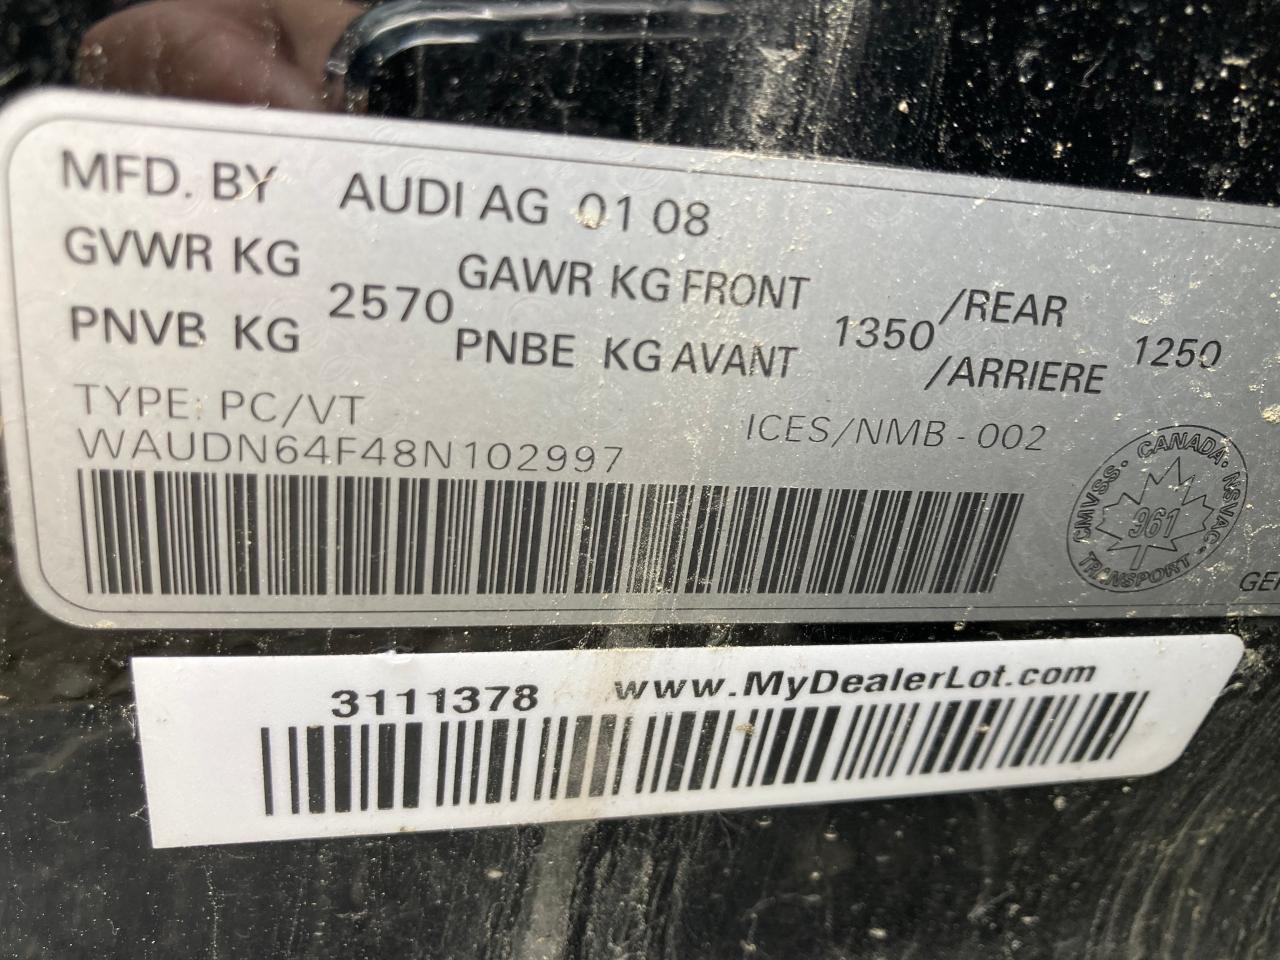 MFD. BY AUDI AG 01 08
GVWR KG 2570 GAWR KG FRONT 1350 /REAR 1250
PNVB KG PNBE KG AVANT /ARRIERE
TYPE: PC/VT ICES/NMB - 002
WAUDN64F48N102997
CMVSS · CANADA · NSVAC · TRANSPORT
961
3111378 www.MyDealerLot.com